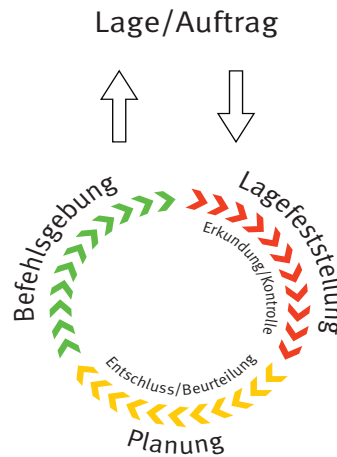 Lage/Auftrag
Lagefeststellung
Erkundung/Kontrolle
Entschluss/Beurteilung
Planung
Befehlsgebung